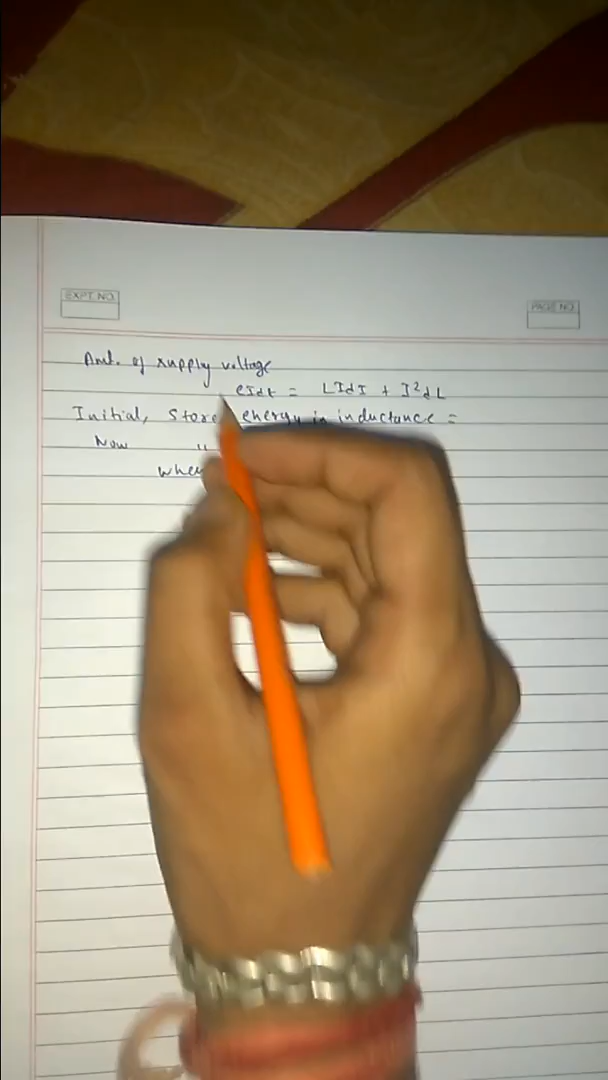 EXPT. NO.
PAGE NO.
Amt. of supply voltage
eIdt = LIdI + I²dL
Initial, Store energy in inductance =
Now "